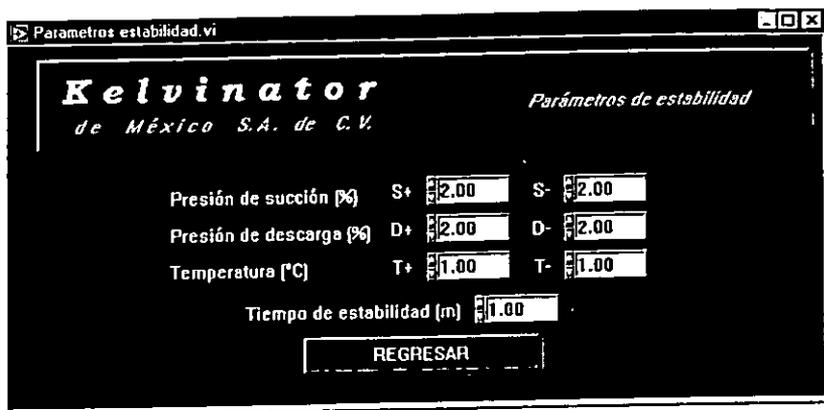 Parametros estabilidad.vi
Kelvinator
de México S.A. de C.V.
Parámetros de estabilidad
Presión de succión (%) S+ 2.00 S- 2.00
Presión de descarga (%) D+ 2.00 D- 2.00
Temperatura (°C) T+ 1.00 T- 1.00
Tiempo de estabilidad (m) 1.00
REGRESAR